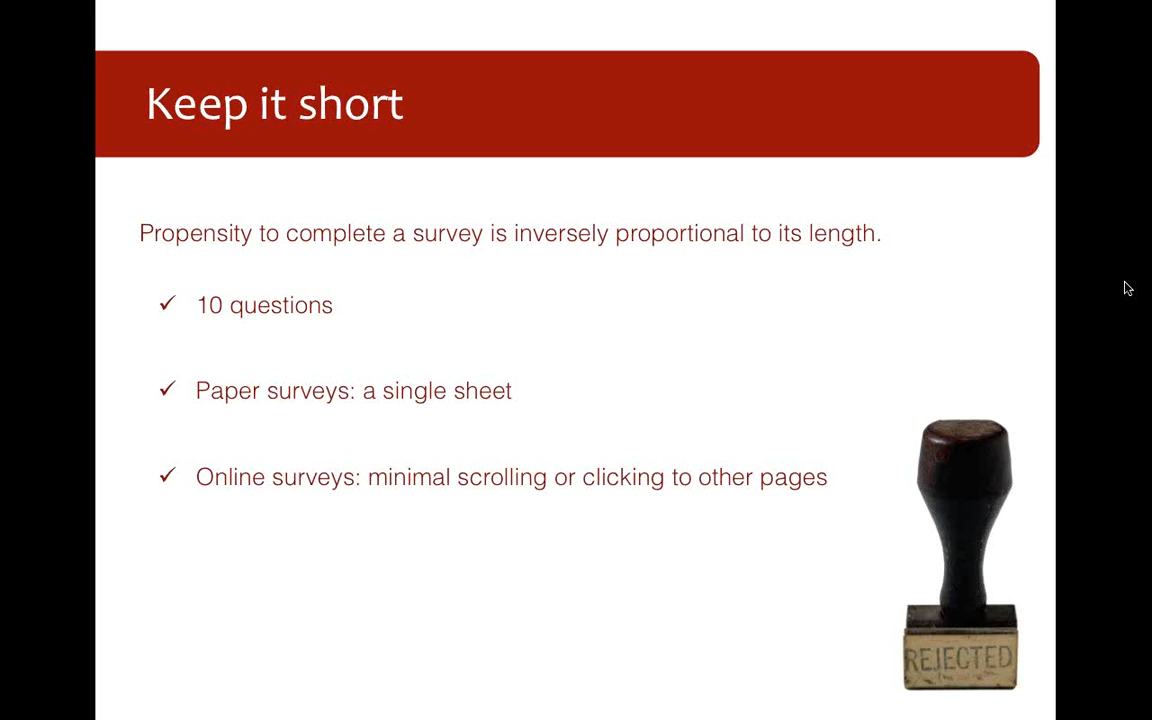 Keep it short
Propensity to complete a survey is inversely proportional to its length.
✓ 10 questions
✓ Paper surveys: a single sheet
✓ Online surveys: minimal scrolling or clicking to other pages
REJECTED